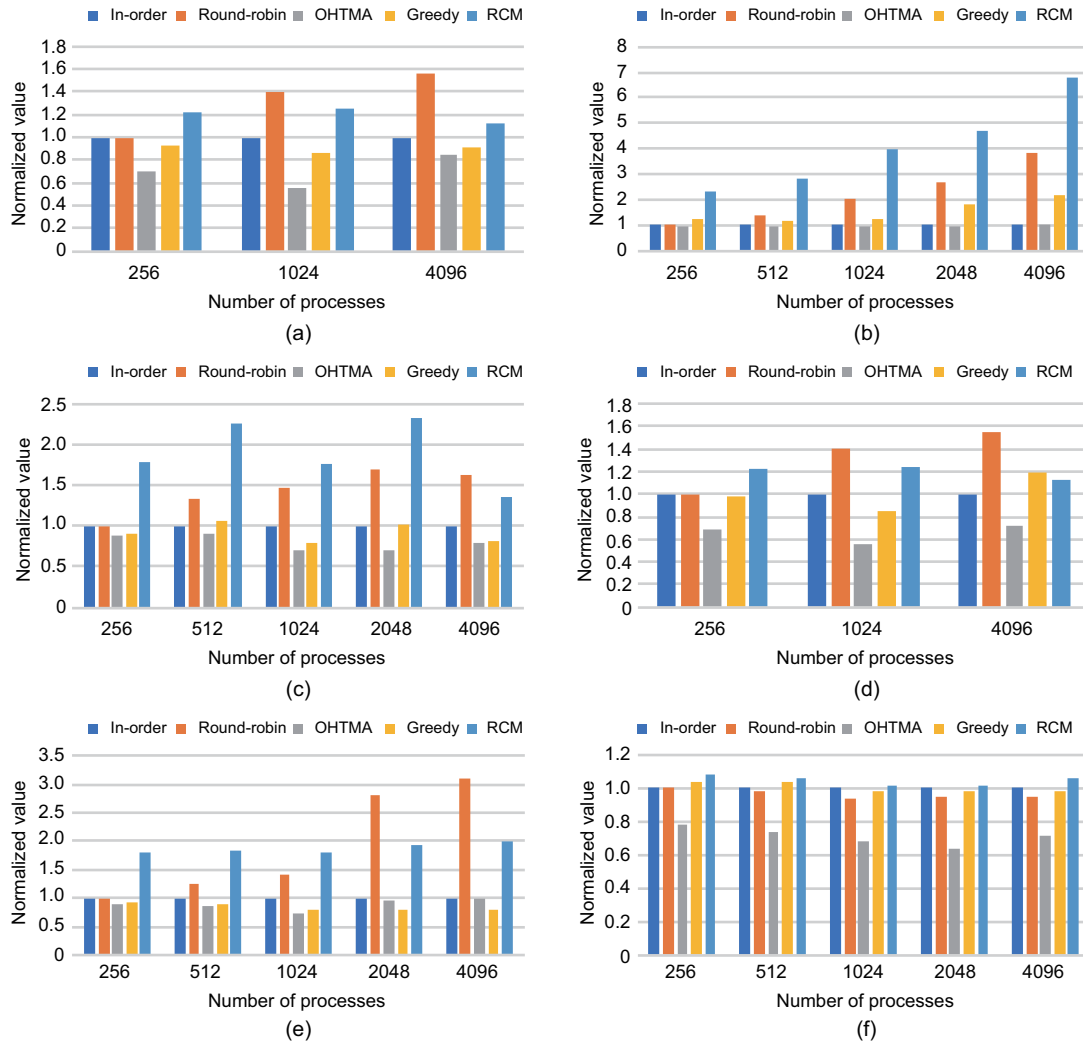 In-order Round-robin OHTMA Greedy RCM
1.8
1.6
1.4
1.2
1.0
0.8
0.6
0.4
0.2
0
Normalized value
256 1024 4096
Number of processes
(a)
In-order Round-robin OHTMA Greedy RCM
8
7
6
5
4
3
2
1
0
Normalized value
256 512 1024 2048 4096
Number of processes
(b)
In-order Round-robin OHTMA Greedy RCM
2.5
2.0
1.5
1.0
0.5
0
Normalized value
256 512 1024 2048 4096
Number of processes
(c)
In-order Round-robin OHTMA Greedy RCM
1.8
1.6
1.4
1.2
1.0
0.8
0.6
0.4
0.2
0
Normalized value
256 1024 4096
Number of processes
(d)
In-order Round-robin OHTMA Greedy RCM
3.5
3.0
2.5
2.0
1.5
1.0
0.5
0
Normalized value
256 512 1024 2048 4096
Number of processes
(e)
In-order Round-robin OHTMA Greedy RCM
1.2
1.0
0.8
0.6
0.4
0.2
0
Normalized value
256 512 1024 2048 4096
Number of processes
(f)